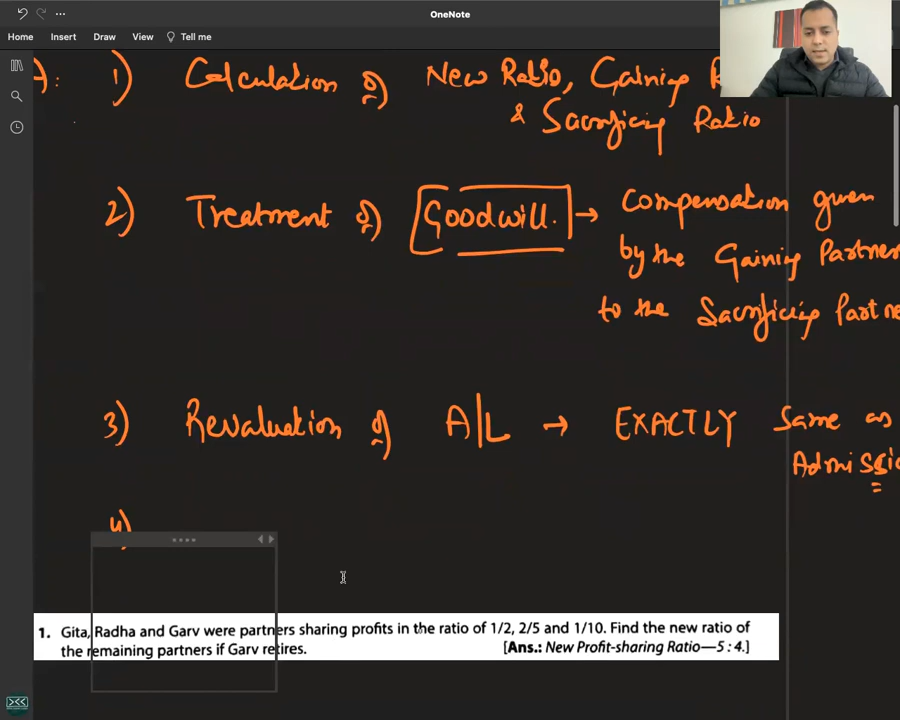 OneNote
Home Insert Draw View Tell me
A: 1) Calculation of New Ratio, Gaining
& Sacrificing Ratio
2) Treatment of Goodwill. → Compensation given
by the Gaining Partner
to the Sacrificing Partne
3) Revaluation of A/L → EXACTLY Same as
Admissio
4)
1. Gita, Radha and Garv were partners sharing profits in the ratio of 1/2, 2/5 and 1/10. Find the new ratio of
the remaining partners if Garv retires. [Ans.: New Profit-sharing Ratio—5 : 4.]